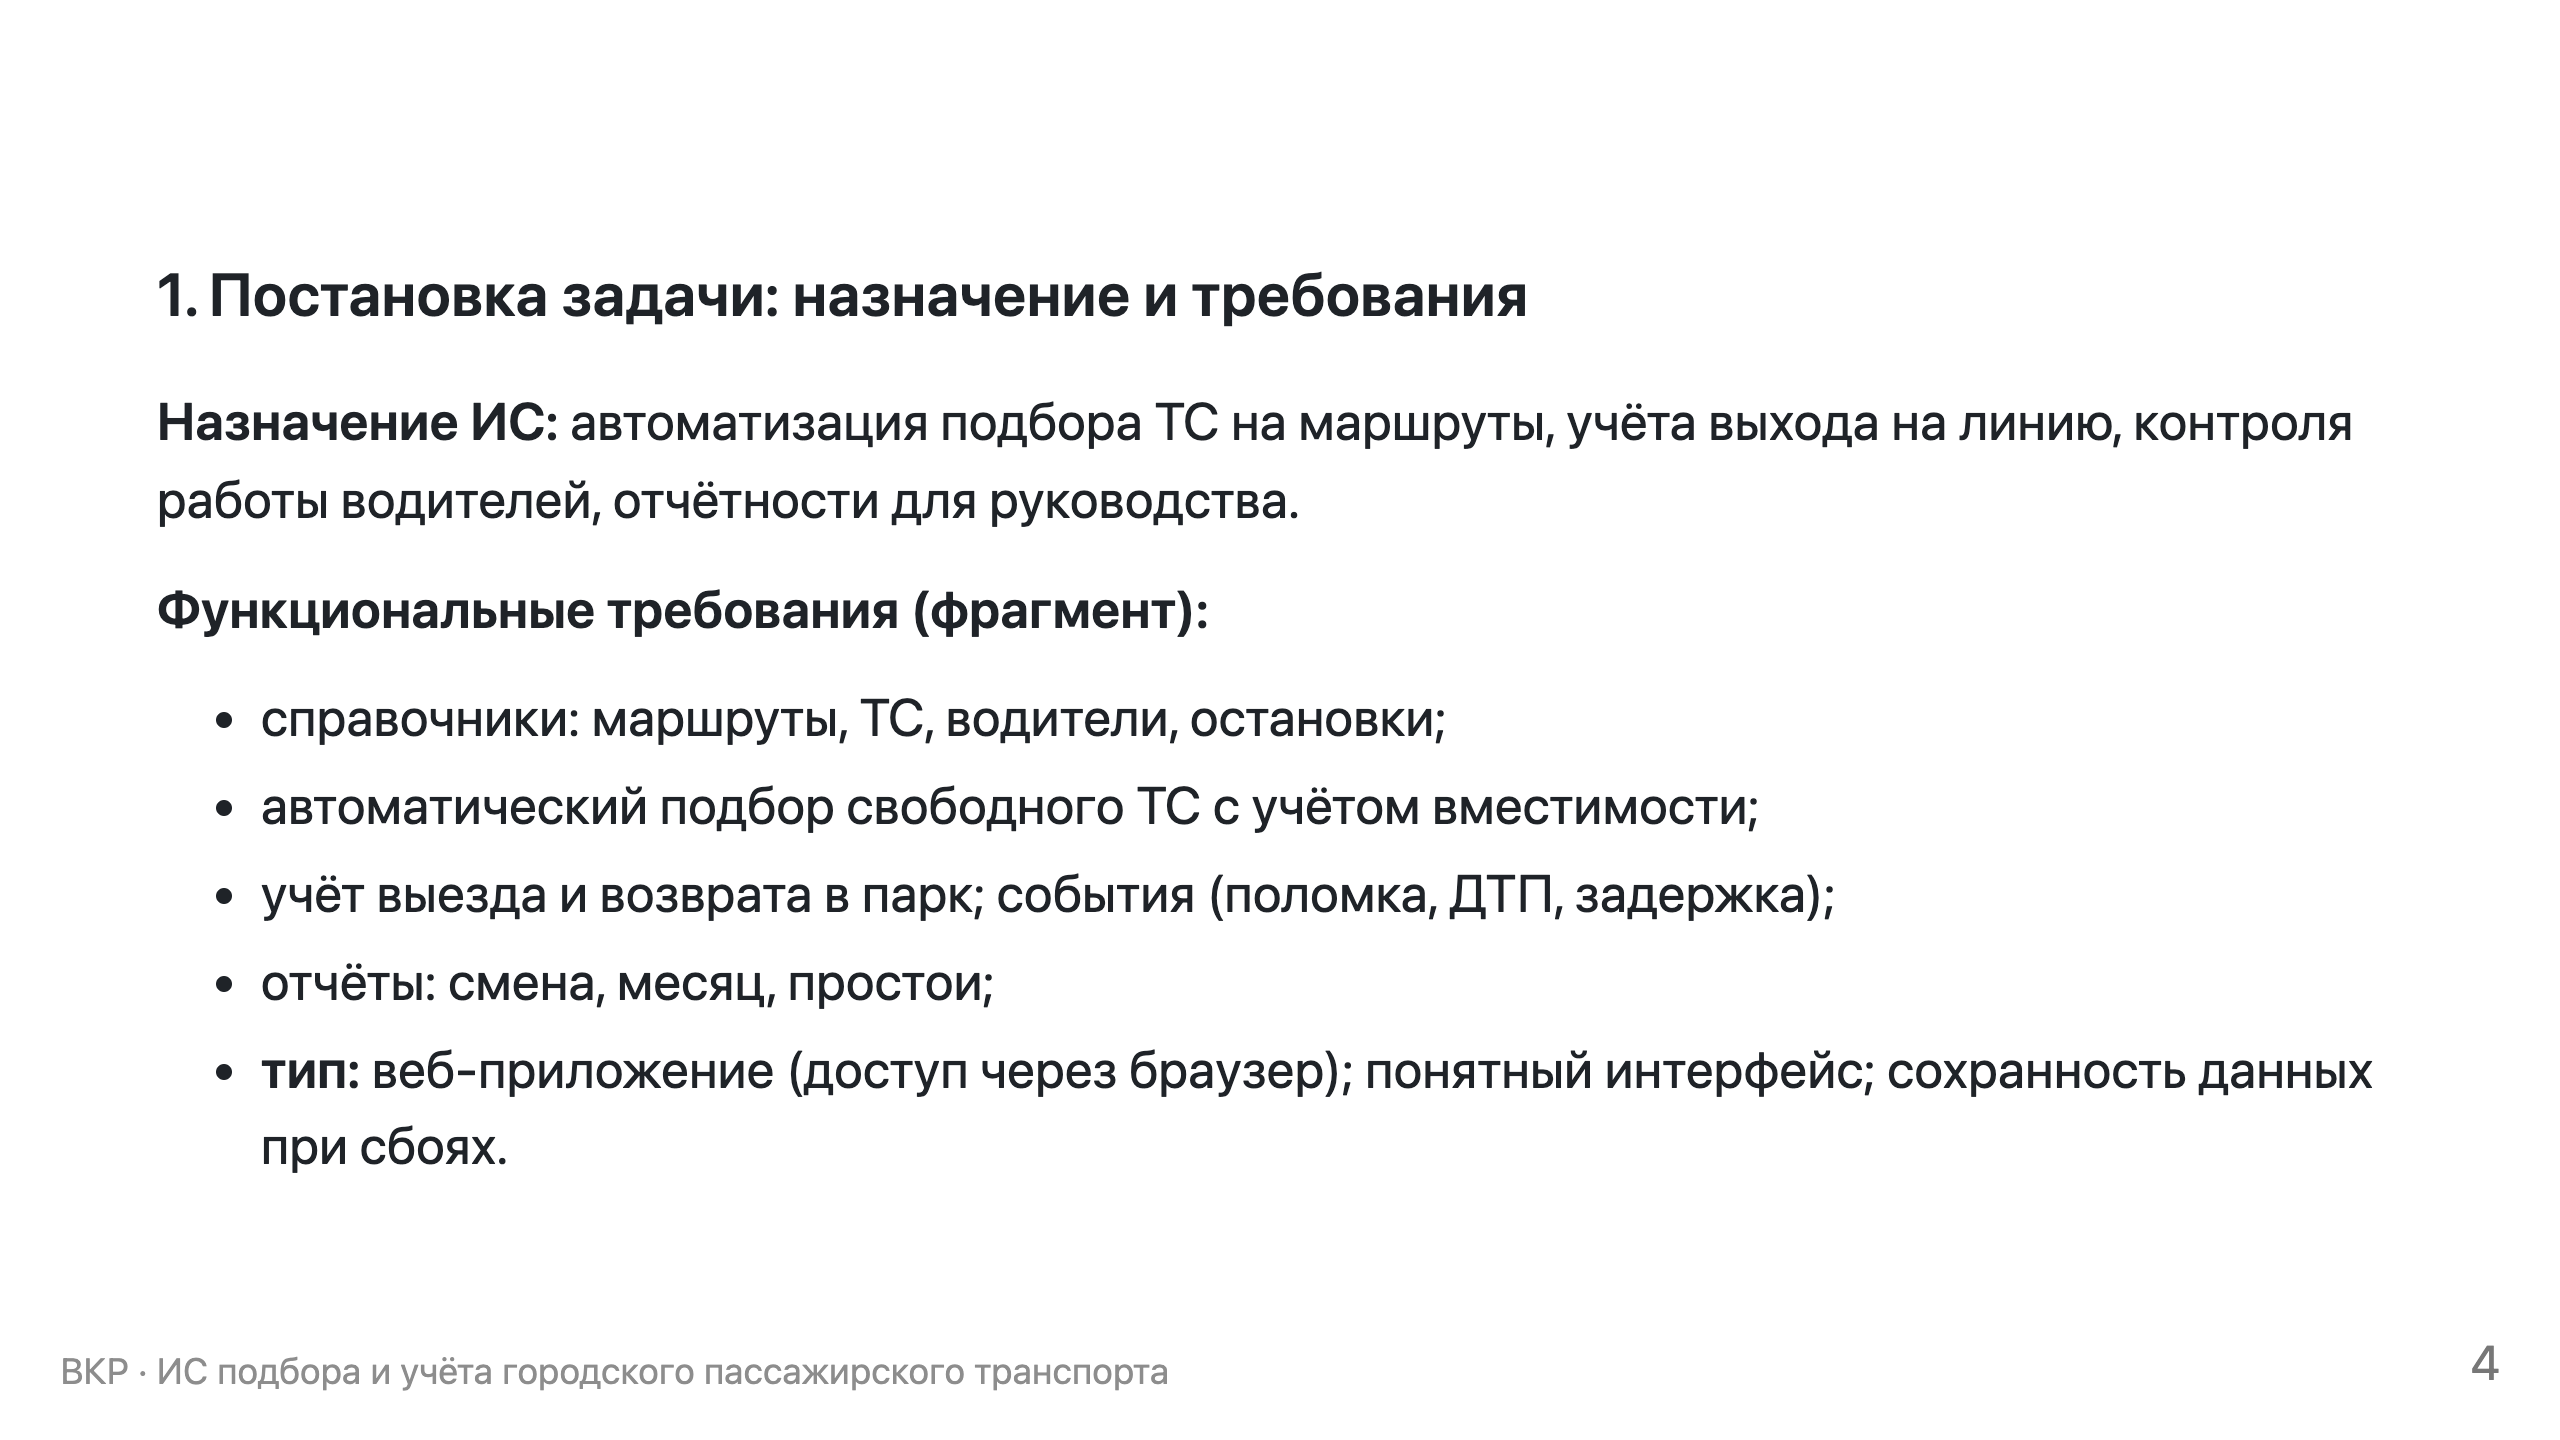 1. Постановка задачи: назначение и требования
Назначение ИС: автоматизация подбора ТС на маршруты, учёта выхода на линию, контроля
работы водителей, отчётности для руководства.
Функциональные требования (фрагмент):
• справочники: маршруты, ТС, водители, остановки;
• автоматический подбор свободного ТС с учётом вместимости;
• учёт выезда и возврата в парк; события (поломка, ДТП, задержка);
• отчёты: смена, месяц, простои;
• тип: веб-приложение (доступ через браузер); понятный интерфейс; сохранность данных
при сбоях.
ВКР · ИС подбора и учёта городского пассажирского транспорта
4